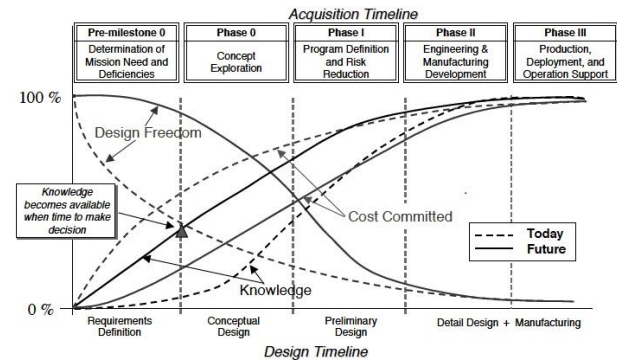 Acquisition Timeline
Pre-milestone 0
Determination of
Mission Need and
Deficiencies
Phase 0
Concept
Exploration
Phase I
Program Definition
and Risk
Reduction
Phase II
Engineering &
Manufacturing
Development
Phase III
Production,
Deployment, and
Operation Support
100 %
Design Freedom
Knowledge
becomes available
when time to make
decision
Cost Committed
Today
Future
Knowledge
0 %
Requirements
Definition
Conceptual
Design
Preliminary
Design
Detail Design + Manufacturing
Design Timeline